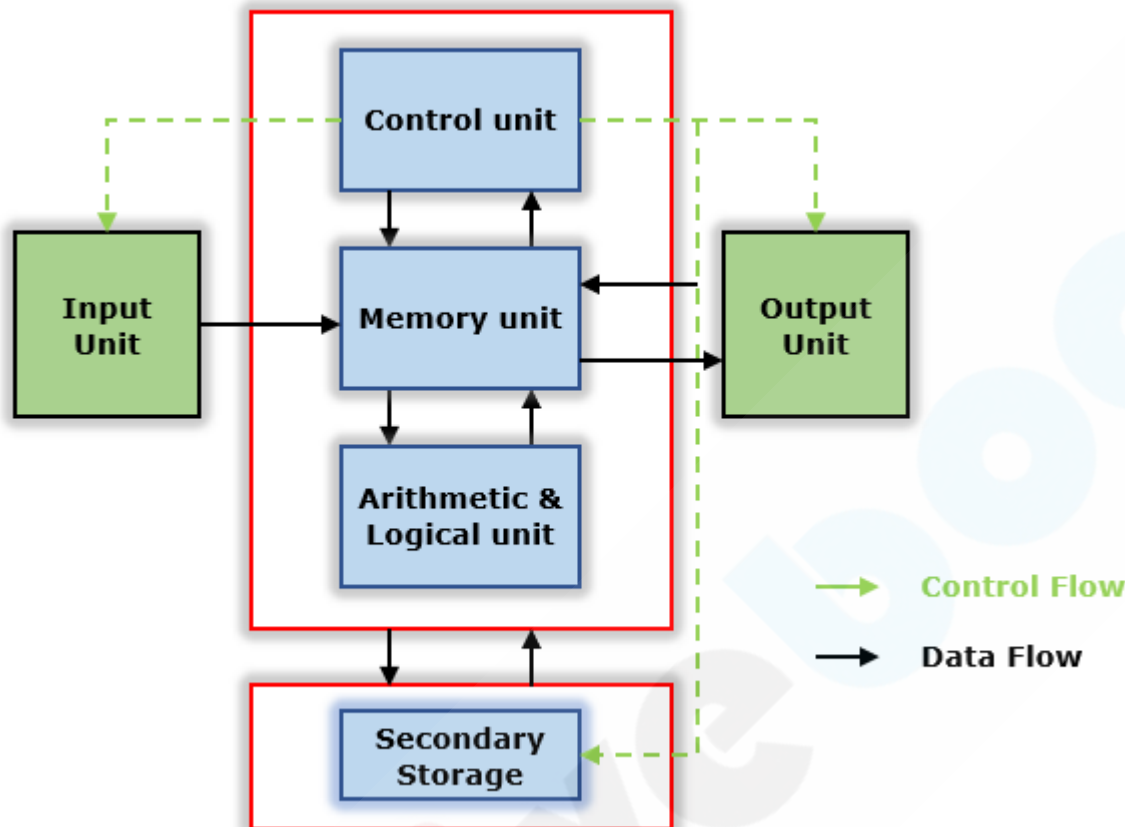 Control unit
Input
Unit
Memory unit
Output
Unit
Arithmetic &
Logical unit
Control Flow
Data Flow
Secondary
Storage